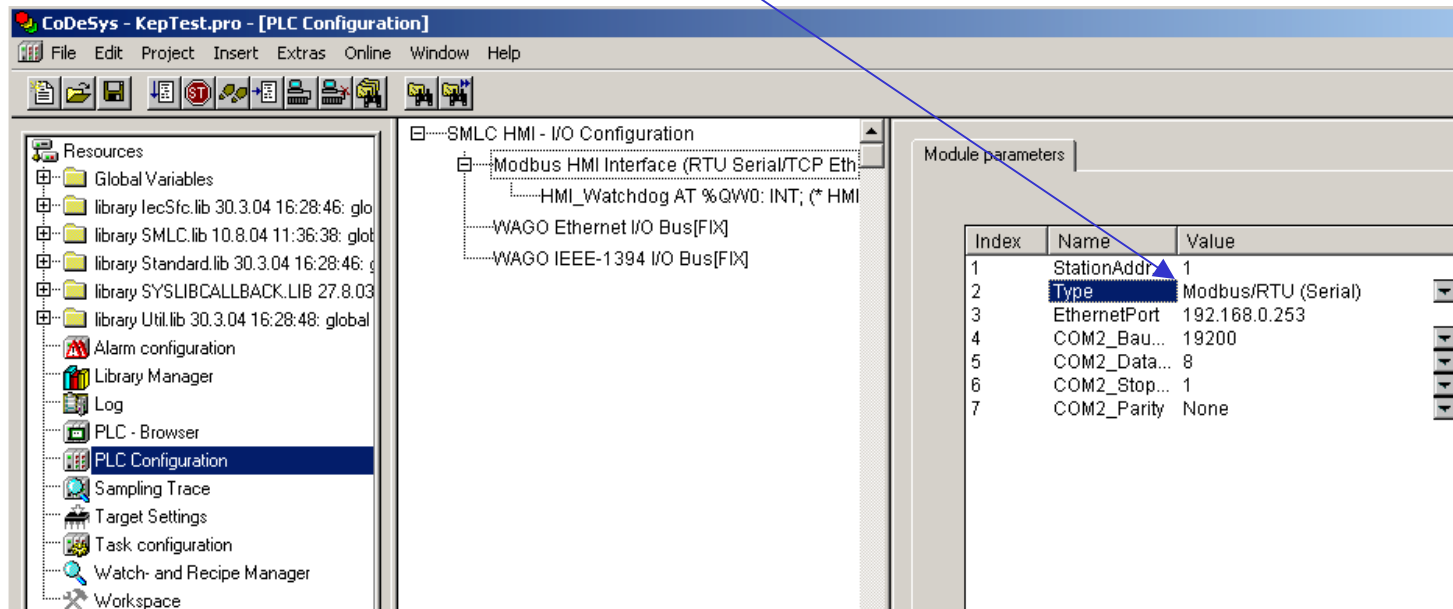 CoDeSys - KepTest.pro - [PLC Configuration]
File Edit Project Insert Extras Online Window Help
Resources
Global Variables
library IecSfc.lib 30.3.04 16:28:46: glo
library SMLC.lib 10.8.04 11:36:38: glob
library Standard.lib 30.3.04 16:28:46: g
library SYSLIBCALLBACK.LIB 27.8.03
library Util.lib 30.3.04 16:28:48: global
Alarm configuration
Library Manager
Log
PLC - Browser
PLC Configuration
Sampling Trace
Target Settings
Task configuration
Watch- and Recipe Manager
Workspace
SMLC HMI - I/O Configuration
Modbus HMI Interface (RTU Serial/TCP Eth
HMI_Watchdog AT %QW0: INT; (* HMI
WAGO Ethernet I/O Bus[FIX]
WAGO IEEE-1394 I/O Bus[FIX]
Module parameters
Index Name Value
1 StationAddr... 1
2 Type Modbus/RTU (Serial)
3 EthernetPort 192.168.0.253
4 COM2_Bau... 19200
5 COM2_Data... 8
6 COM2_Stop... 1
7 COM2_Parity None